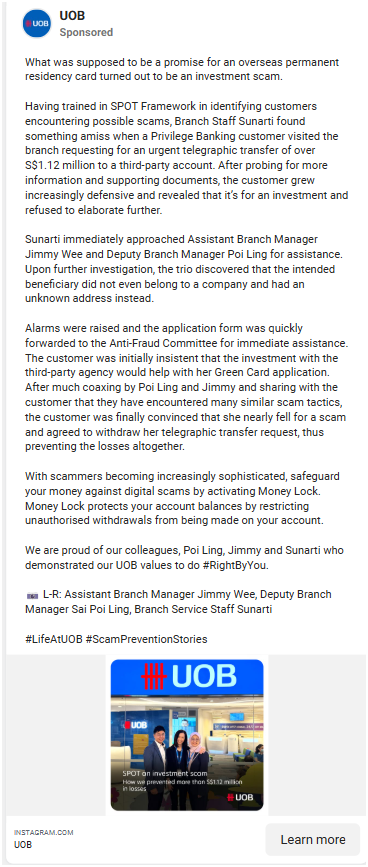 UOB
UOB
Sponsored
What was supposed to be a promise for an overseas permanent
residency card turned out to be an investment scam.
Having trained in SPOT Framework in identifying customers
encountering possible scams, Branch Staff Sunarti found
something amiss when a Privilege Banking customer visited the
branch requesting for an urgent telegraphic transfer of over
S$1.12 million to a third-party account. After probing for more
information and supporting documents, the customer grew
increasingly defensive and revealed that it's for an investment and
refused to elaborate further.
Sunarti immediately approached Assistant Branch Manager
Jimmy Wee and Deputy Branch Manager Poi Ling for assistance.
Upon further investigation, the trio discovered that the intended
beneficiary did not even belong to a company and had an
unknown address instead.
Alarms were raised and the application form was quickly
forwarded to the Anti-Fraud Committee for immediate assistance.
The customer was initially insistent that the investment with the
third-party agency would help with her Green Card application.
After much coaxing by Poi Ling and Jimmy and sharing with the
customer that they have encountered many similar scam tactics,
the customer was finally convinced that she nearly fell for a scam
and agreed to withdraw her telegraphic transfer request, thus
preventing the losses altogether.
With scammers becoming increasingly sophisticated, safeguard
your money against digital scams by activating Money Lock.
Money Lock protects your account balances by restricting
unauthorised withdrawals from being made on your account.
We are proud of our colleagues, Poi Ling, Jimmy and Sunarti who
demonstrated our UOB values to do #RightByYou.
📷 L-R: Assistant Branch Manager Jimmy Wee, Deputy Branch
Manager Sai Poi Ling, Branch Service Staff Sunarti
#LifeAtUOB #ScamPreventionStories
UOB
UOB
SPOT on investment scam
How we prevented more than S$1.12 million
in losses
UOB
INSTAGRAM.COM
UOB
Learn more